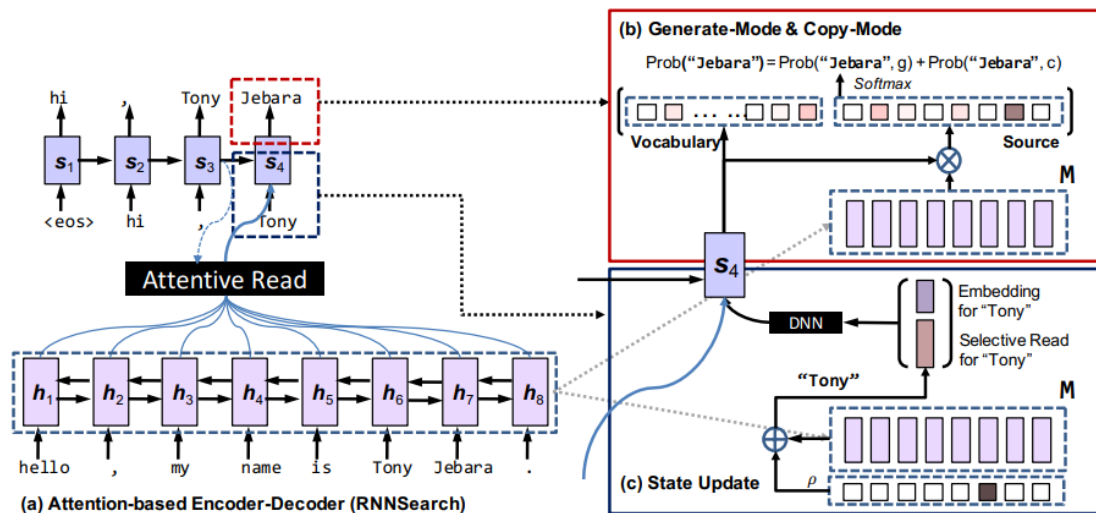 (b) Generate-Mode & Copy-Mode
Prob("Jebara") = Prob("Jebara", g) + Prob("Jebara", c)
Softmax
... ...
Vocabulary
Source
M
hi
,
Tony
Jebara
s1
s2
s3
s4
<eos>
hi
,
Tony
Attentive Read
h1
h2
h3
h4
h5
h6
h7
h8
hello
,
my
name
is
Tony
Jebara
.
(a) Attention-based Encoder-Decoder (RNNSearch)
s4
DNN
Embedding
for "Tony"
Selective Read
for "Tony"
"Tony"
M
ρ
(c) State Update